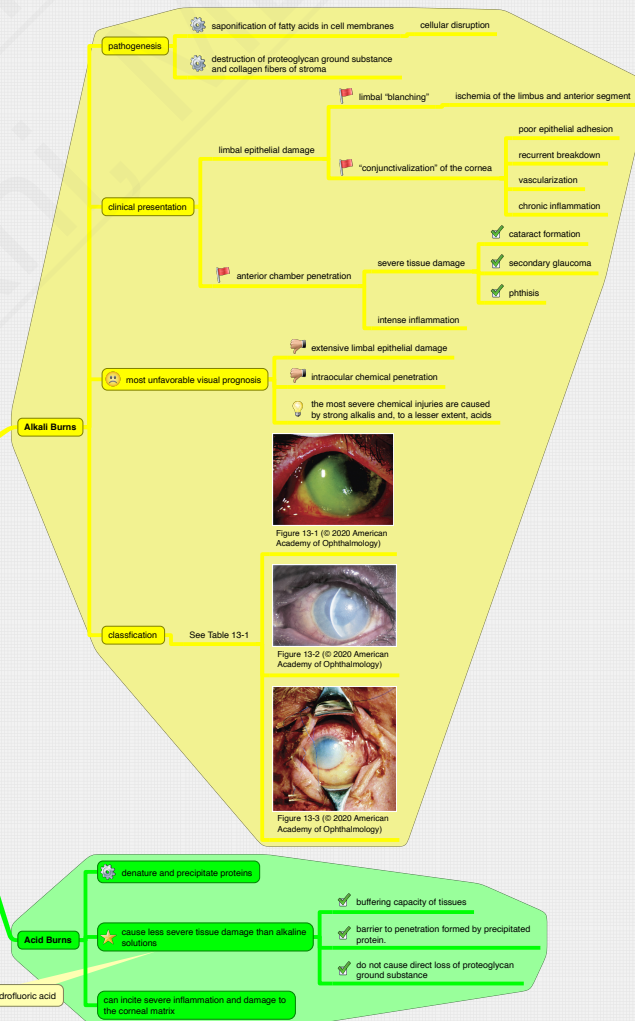 Alkali Burns
pathogenesis
saponification of fatty acids in cell membranes
cellular disruption
destruction of proteoglycan ground substance
and collagen fibers of stroma
clinical presentation
limbal epithelial damage
limbal "blanching"
ischemia of the limbus and anterior segment
"conjunctivalization" of the cornea
poor epithelial adhesion
recurrent breakdown
vascularization
chronic inflammation
anterior chamber penetration
severe tissue damage
cataract formation
secondary glaucoma
phthisis
intense inflammation
most unfavorable visual prognosis
extensive limbal epithelial damage
intraocular chemical penetration
the most severe chemical injuries are caused
by strong alkalis and, to a lesser extent, acids
classfication
See Table 13-1
Figure 13-1 (© 2020 American
Academy of Ophthalmology)
Figure 13-2 (© 2020 American
Academy of Ophthalmology)
Figure 13-3 (© 2020 American
Academy of Ophthalmology)
Acid Burns
denature and precipitate proteins
cause less severe tissue damage than alkaline
solutions
buffering capacity of tissues
barrier to penetration formed by precipitated
protein.
do not cause direct loss of proteoglycan
ground substance
can incite severe inflammation and damage to
the corneal matrix
drofluoric acid